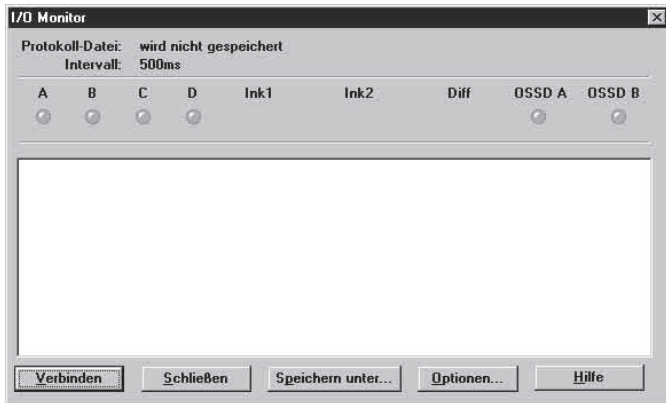 I/O Monitor
Protokoll-Datei: wird nicht gespeichert
Intervall: 500ms
A B C D Ink1 Ink2 Diff OSSD A OSSD B
Verbinden Schließen Speichern unter... Optionen... Hilfe